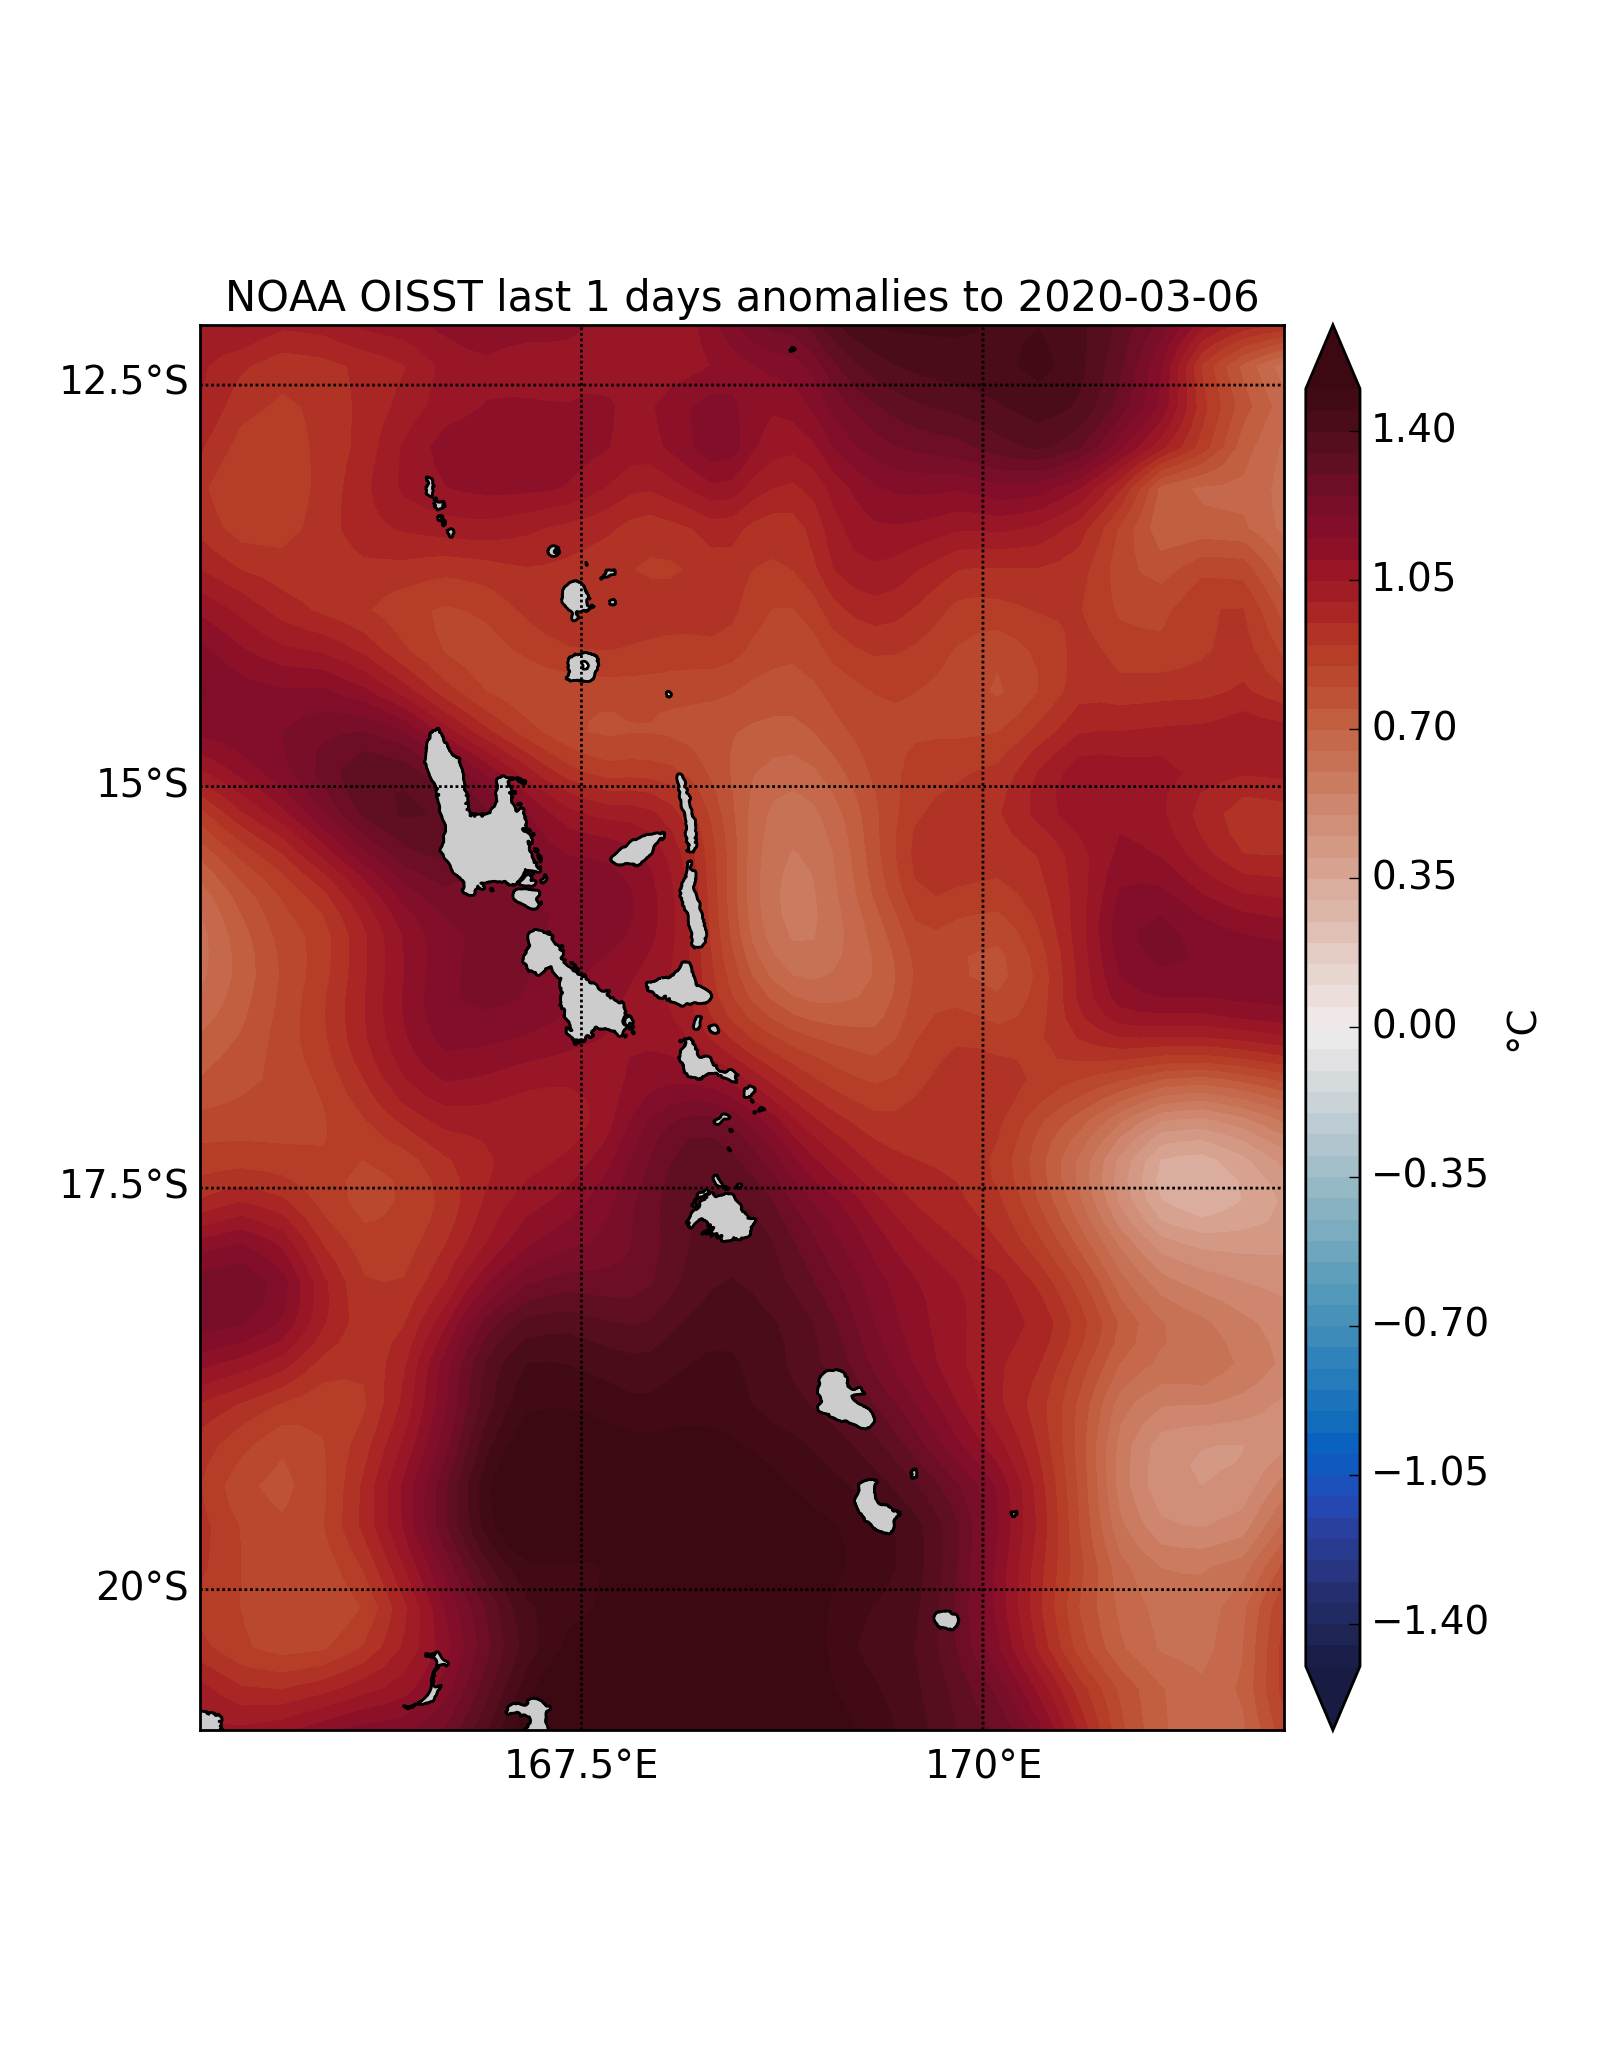 NOAA OISST last 1 days anomalies to 2020-03-06
12.5°S
15°S
17.5°S
20°S
167.5°E
170°E
1.40
1.05
0.70
0.35
0.00
−0.35
−0.70
−1.05
−1.40
°C